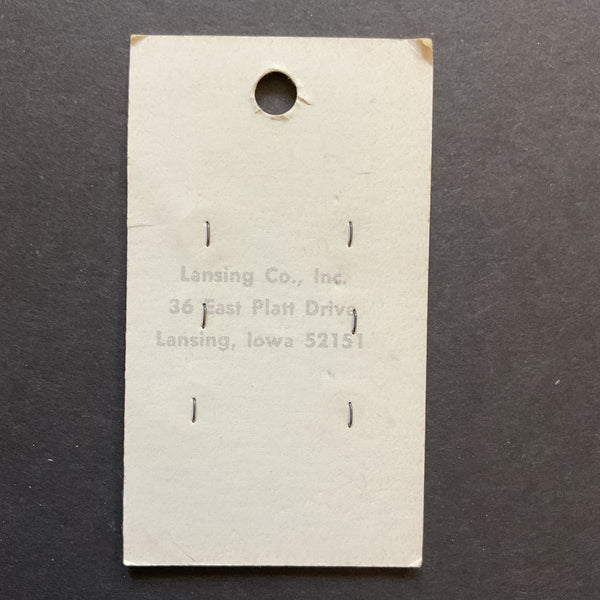 Lansing Co., Inc.
36 East Platt Drive
Lansing, Iowa 52151